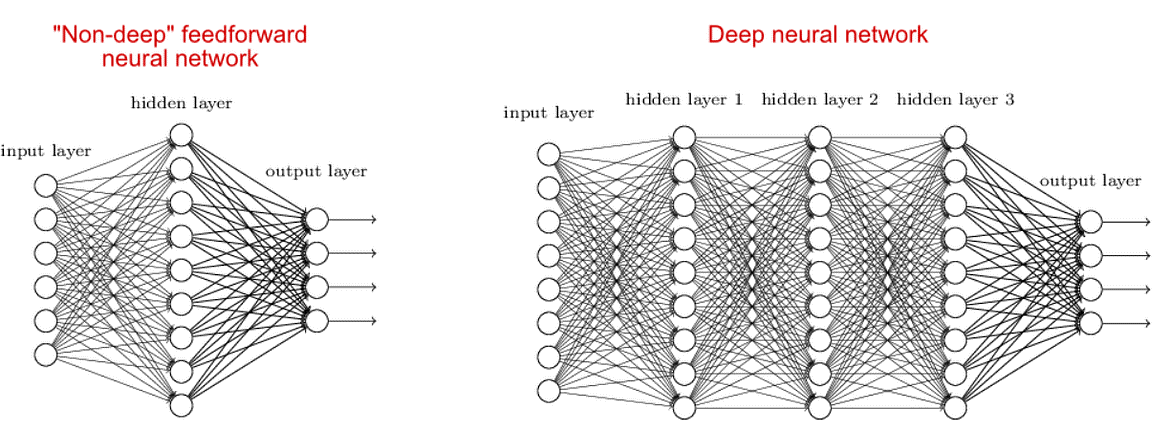 "Non-deep" feedforward
neural network
hidden layer
input layer
output layer
Deep neural network
hidden layer 1
hidden layer 2
hidden layer 3
input layer
output layer